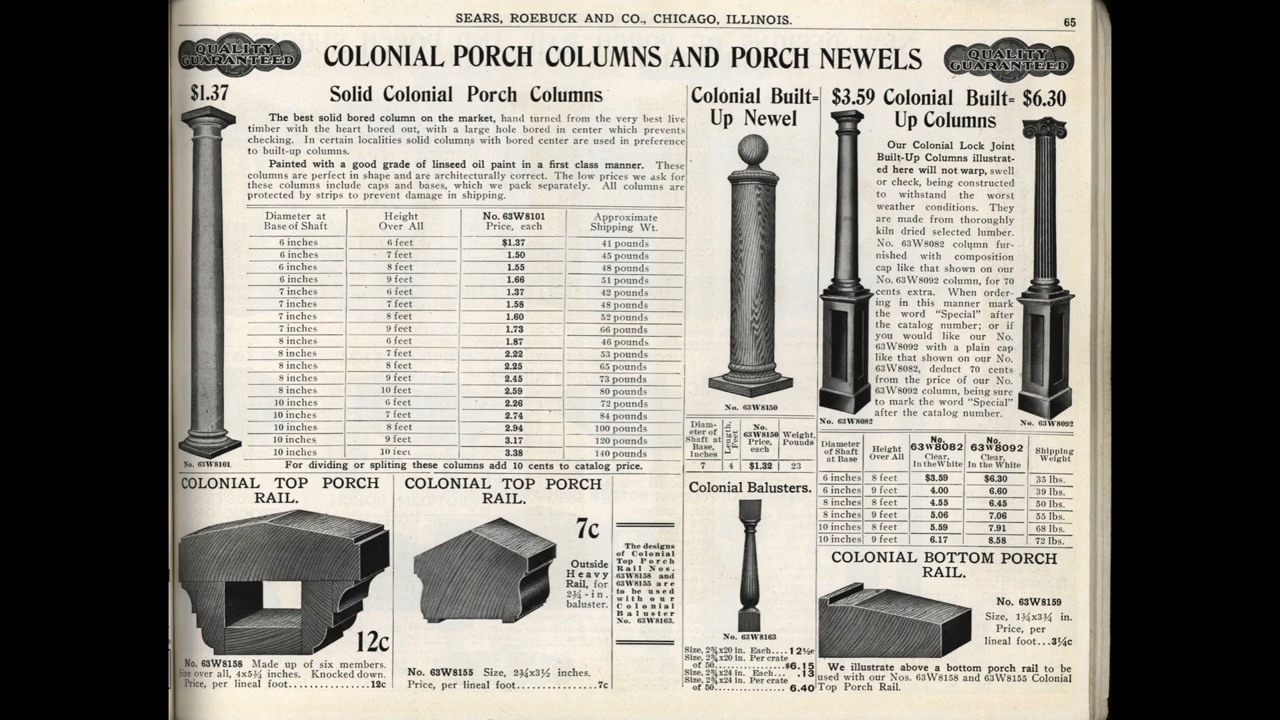 SEARS, ROEBUCK AND CO., CHICAGO, ILLINOIS.
65
QUALITY GUARANTEED
COLONIAL PORCH COLUMNS AND PORCH NEWELS
QUALITY GUARANTEED
$1.37
Solid Colonial Porch Columns
The best solid bored column on the market, hand turned from the very best live
timber with the heart bored out, with a large hole bored in center which prevents
checking. In certain localities solid columns with bored center are used in preference
to built-up columns.
Painted with a good grade of linseed oil paint in a first class manner. These
columns are perfect in shape and are architecturally correct. The low prices we ask for
these columns include caps and bases, which we pack separately. All columns are
protected by strips to prevent damage in shipping.
Diameter at Base of Shaft | Height Over All | No. 63W8101 Price, each | Approximate Shipping Wt.
6 inches 6 feet $1.37 41 pounds
6 inches 7 feet 1.50 45 pounds
6 inches 8 feet 1.55 48 pounds
6 inches 9 feet 1.66 51 pounds
7 inches 6 feet 1.37 42 pounds
7 inches 7 feet 1.58 48 pounds
7 inches 8 feet 1.60 52 pounds
7 inches 9 feet 1.73 66 pounds
8 inches 6 feet 1.87 46 pounds
8 inches 7 feet 2.22 53 pounds
8 inches 8 feet 2.25 65 pounds
8 inches 9 feet 2.45 73 pounds
8 inches 10 feet 2.59 80 pounds
10 inches 6 feet 2.26 72 pounds
10 inches 7 feet 2.74 84 pounds
10 inches 8 feet 2.94 100 pounds
10 inches 9 feet 3.17 120 pounds
10 inches 10 feet 3.38 140 pounds
No. 63W8101
For dividing or spliting these columns add 10 cents to catalog price.
Colonial Built-
Up Newel
No. 63W8150
Diameter of Shaft at Base, Inches | Length, Feet | No. 63W8150 Price, each | Weight, Pounds
7 4 $1.32 23
$3.59 Colonial Built- $6.30
Up Columns
Our Colonial Lock Joint
Built-Up Columns illustrat-
ed here will not warp, swell
or check, being constructed
to withstand the worst
weather conditions. They
are made from thoroughly
kiln dried selected lumber.
No. 63W8082 column fur-
nished with composition
cap like that shown on our
No. 63W8092 column, for 70
cents extra. When order-
ing in this manner mark
the word "Special" after
the catalog number; or if
you would like our No.
63W8092 with a plain cap
like that shown on our No.
63W8082, deduct 70 cents
from the price of our No.
63W8092 column, being sure
to mark the word "Special"
after the catalog number.
No. 63W8082
No. 63W8092
Diameter of Shaft at Base | Height Over All | No. 63W8082 Clear, In the White | No. 63W8092 Clear, In the White | Shipping Weight
6 inches 8 feet $3.59 $6.30 35 lbs.
6 inches 9 feet 4.00 6.60 39 lbs.
8 inches 8 feet 4.55 6.45 50 lbs.
8 inches 9 feet 5.06 7.06 55 lbs.
10 inches 8 feet 5.59 7.91 68 lbs.
10 inches 9 feet 6.17 8.58 72 lbs.
COLONIAL TOP PORCH
RAIL.
12c
No. 63W8158 Made up of six members.
Size over all, 4x5¾ inches. Knocked down.
Price, per lineal foot....................12c
COLONIAL TOP PORCH
RAIL.
7c
Outside
Heavy
Rail, for
2¾-in.
baluster.
No. 63W8155 Size, 2¾x3½ inches.
Price, per lineal foot...................7c
The designs
of Colonial
Top Porch
Rail Nos.
63W8158 and
63W8155 are
to be used
with our
Colonial
Baluster
No. 63W8163.
Colonial Balusters.
No. 63W8163
Size, 2¾x20 in. Each....12½c
Size, 2¾x20 in. Per crate
of 50....................$6.15
Size, 2¾x24 in. Each... .13
Size, 2¾x24 in. Per crate
of 50.................... 6.40
COLONIAL BOTTOM PORCH
RAIL.
No. 63W8159
Size, 1¾x3¾ in.
Price, per
lineal foot...3¼c
We illustrate above a bottom porch rail to be
used with our Nos. 63W8158 and 63W8155 Colonial
Top Porch Rail.